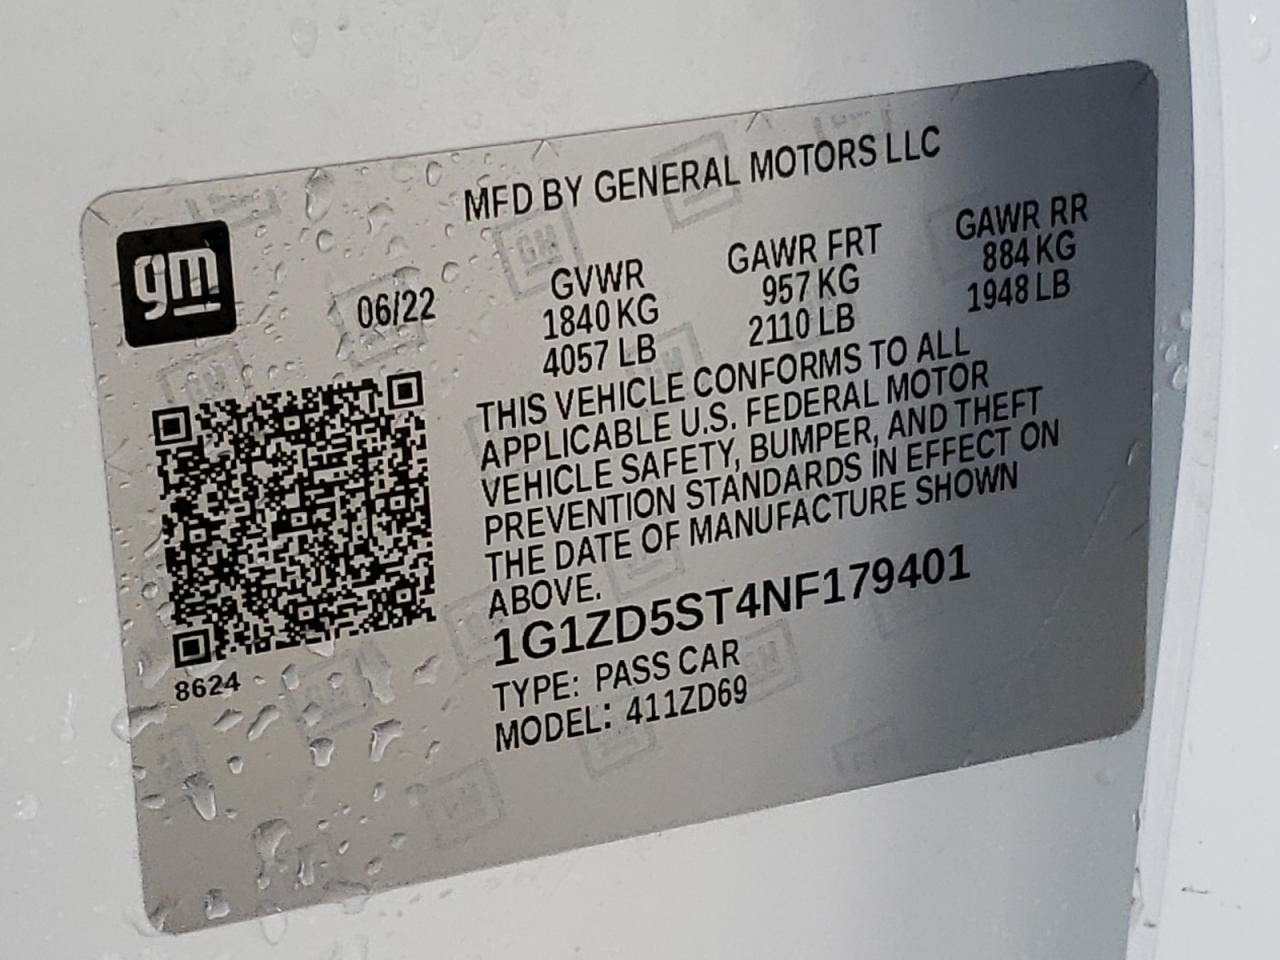 MFD BY GENERAL MOTORS LLC
gm
06/22
GVWR
1840 KG
4057 LB
GAWR FRT
957 KG
2110 LB
GAWR RR
884 KG
1948 LB
THIS VEHICLE CONFORMS TO ALL
APPLICABLE U.S. FEDERAL MOTOR
VEHICLE SAFETY, BUMPER, AND THEFT
PREVENTION STANDARDS IN EFFECT ON
THE DATE OF MANUFACTURE SHOWN
ABOVE.
1G1ZD5ST4NF179401
TYPE: PASS CAR
MODEL: 411ZD69
8624